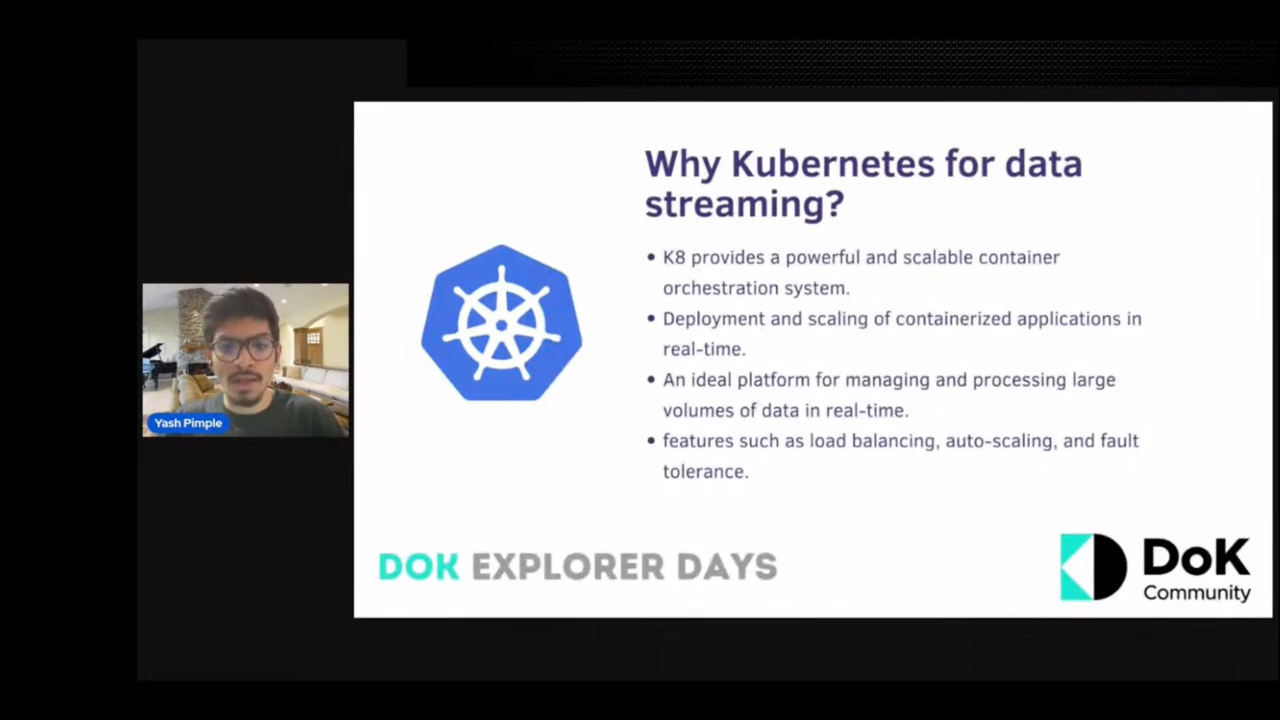 Why Kubernetes for data
streaming?
• K8 provides a powerful and scalable container
orchestration system.
• Deployment and scaling of containerized applications in
real-time.
• An ideal platform for managing and processing large
volumes of data in real-time.
• features such as load balancing, auto-scaling, and fault
tolerance.
Yash Pimple
DOK EXPLORER DAYS
DoK
Community